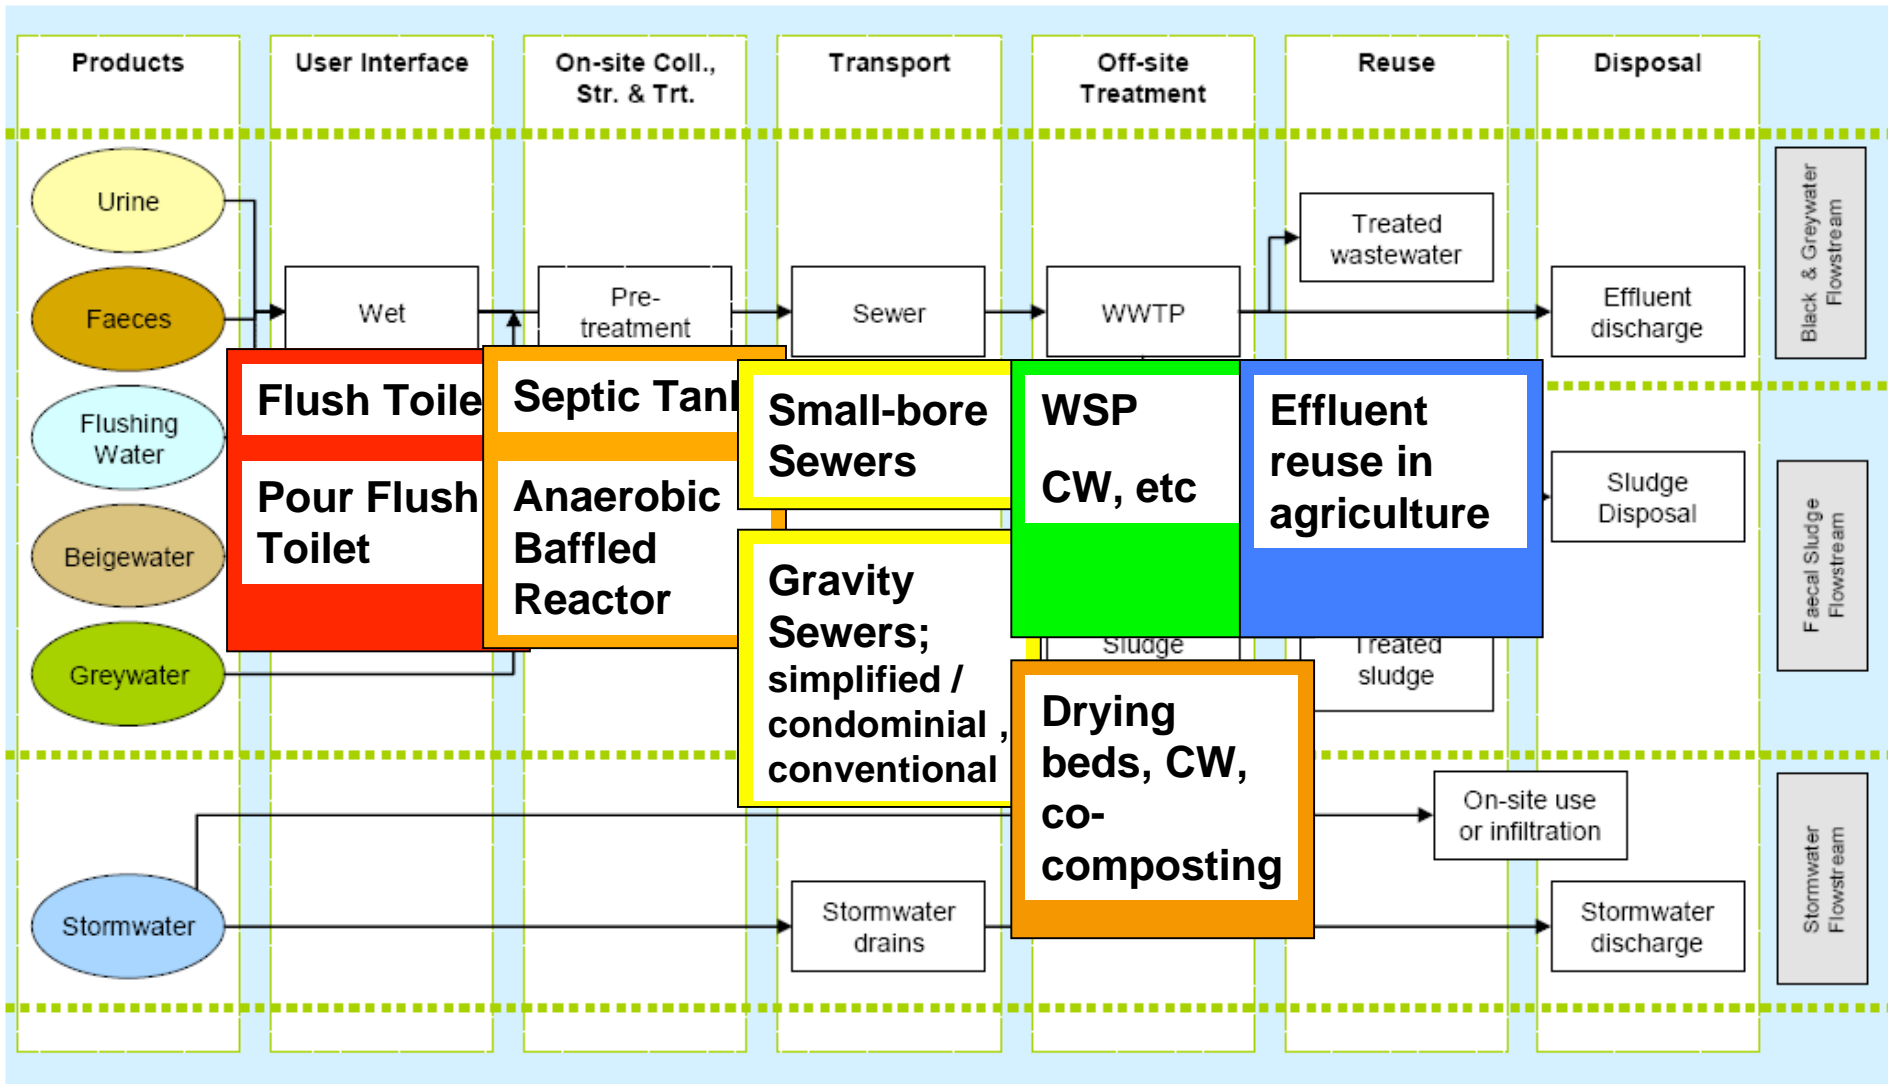 Products
User Interface
On-site Coll.,
Str. & Trt.
Transport
Off-site
Treatment
Reuse
Disposal
Urine
Faeces
Flushing
Water
Beigewater
Greywater
Stormwater
Wet
Pre-
treatment
Sewer
WWTP
Treated
wastewater
Effluent
discharge
Black & Greywater
Flowstream
Flush Toile
Pour Flush
Toilet
Septic Tank
Anaerobic
Baffled
Reactor
Small-bore
Sewers
Gravity
Sewers;
simplified /
condominial ,
conventional
WSP
CW, etc
Effluent
reuse in
agriculture
Sludge
Disposal
Faecal Sludge
Flowstream
Sludge
Treated
sludge
Drying
beds, CW,
co-
composting
On-site use
or infiltration
Stormwater
drains
Stormwater
discharge
Stormwater
Flowstream